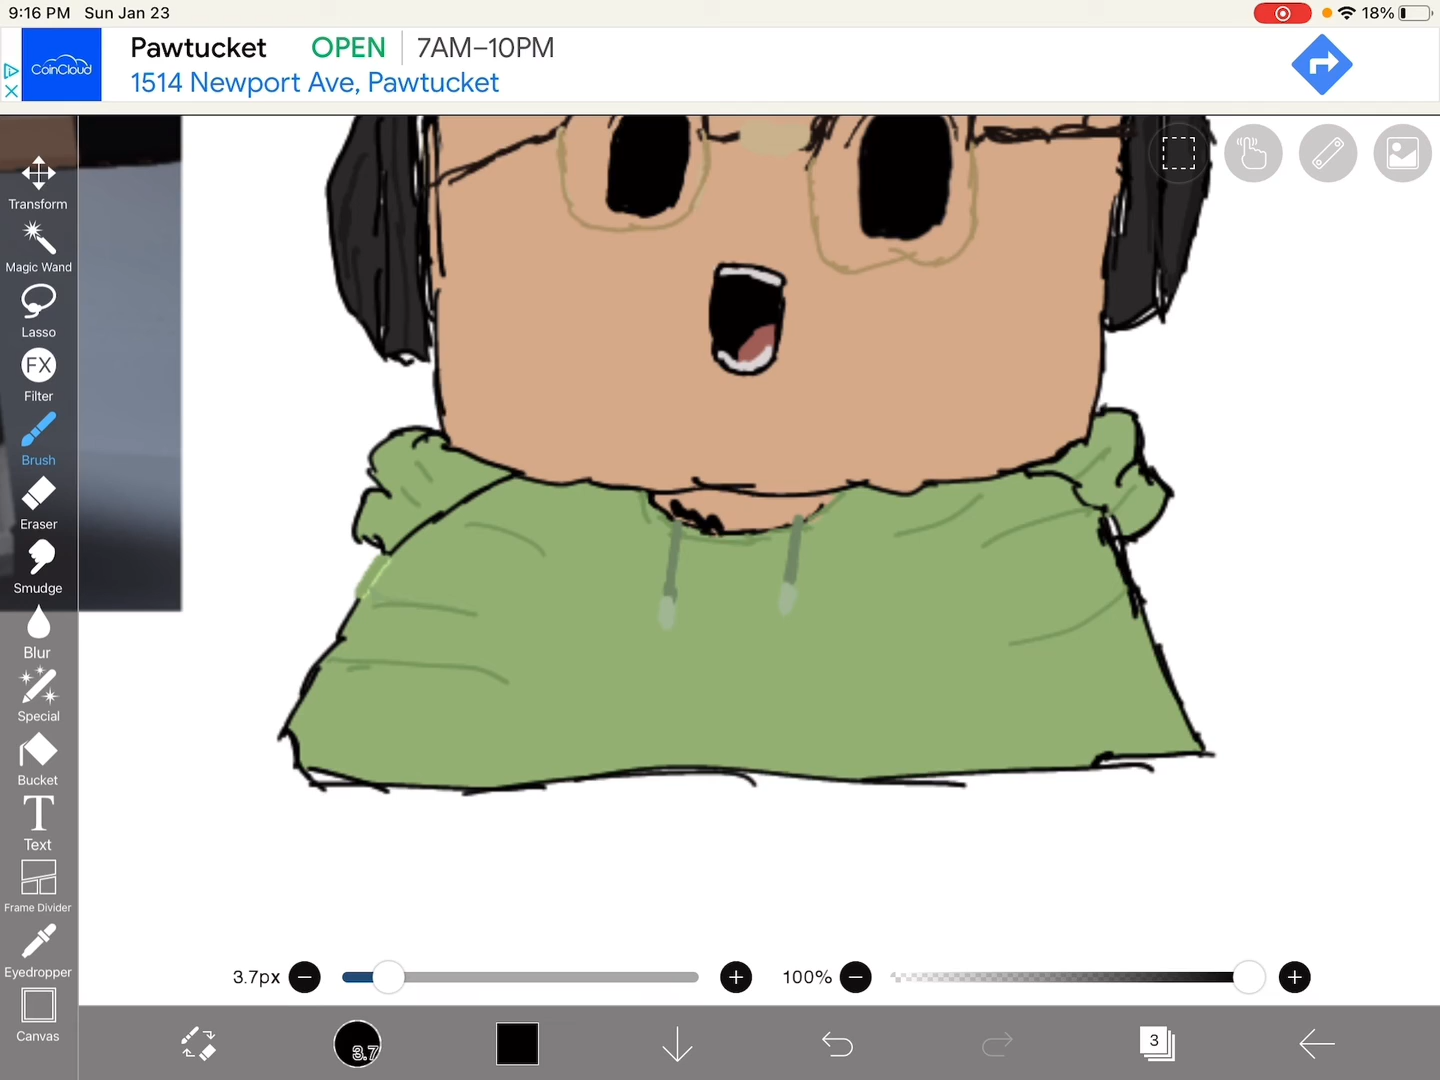 9:16 PM Sun Jan 23
18%
CoinCloud
Pawtucket OPEN 7AM–10PM
1514 Newport Ave, Pawtucket
Transform
Magic Wand
Lasso
FX
Filter
Brush
Eraser
Smudge
Blur
Special
Bucket
T
Text
Frame Divider
Eyedropper
Canvas
3.7px
100%
3.7
3